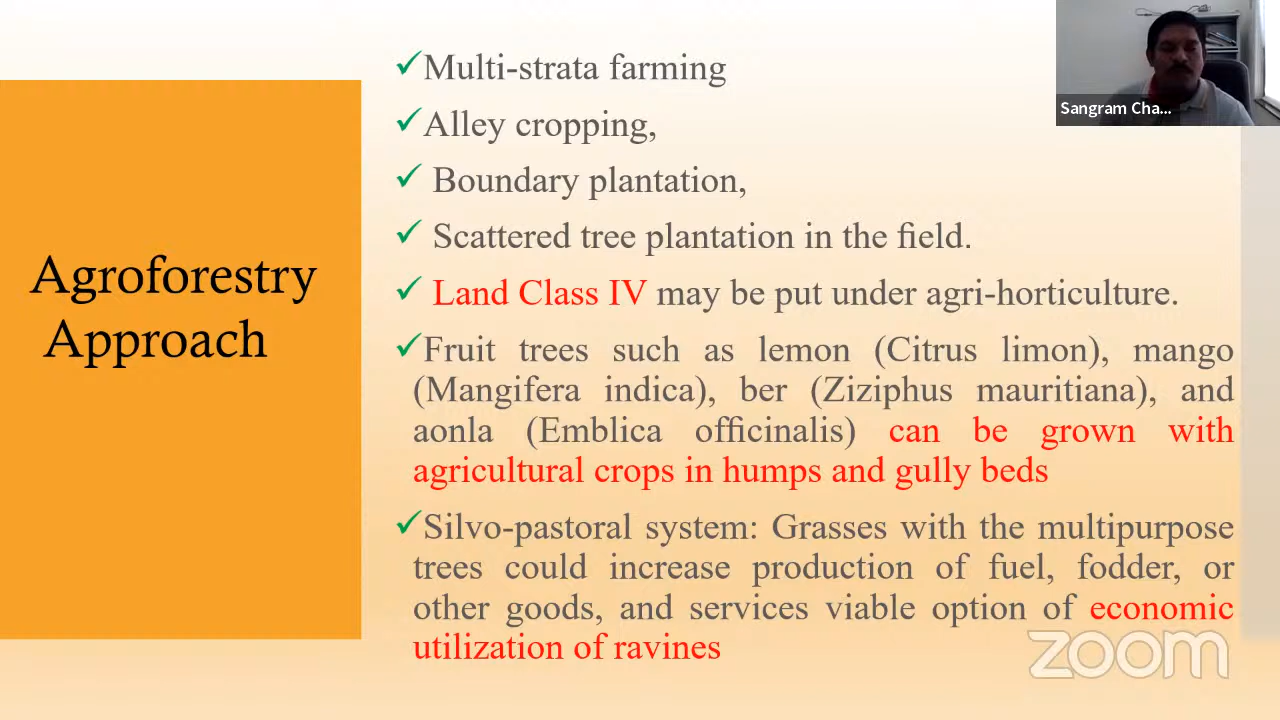 Agroforestry
Approach
✓Multi-strata farming
✓Alley cropping,
✓ Boundary plantation,
✓ Scattered tree plantation in the field.
✓ Land Class IV may be put under agri-horticulture.
✓Fruit trees such as lemon (Citrus limon), mango
(Mangifera indica), ber (Ziziphus mauritiana), and
aonla (Emblica officinalis) can be grown with
agricultural crops in humps and gully beds
✓Silvo-pastoral system: Grasses with the multipurpose
trees could increase production of fuel, fodder, or
other goods, and services viable option of economic
utilization of ravines
Sangram Cha...
zoom